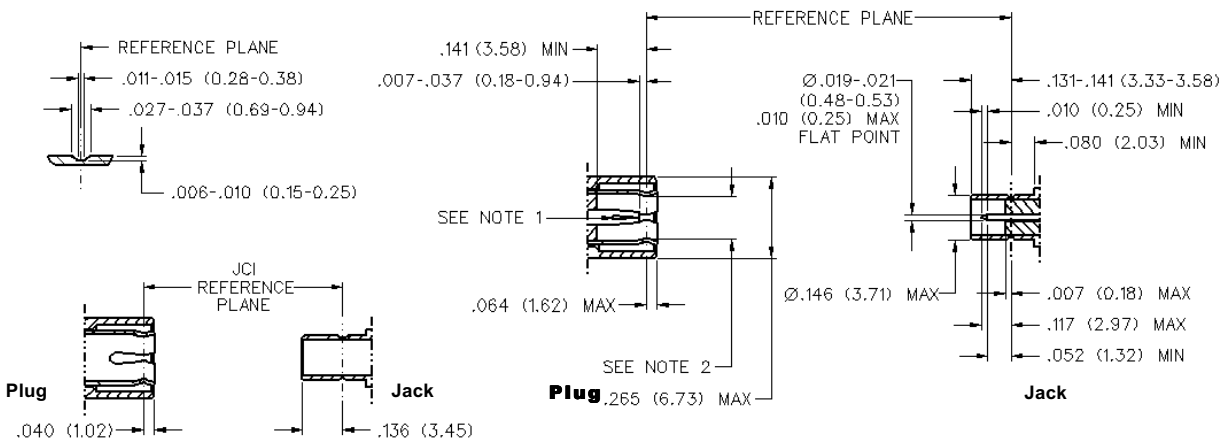 REFERENCE PLANE
.011-.015 (0.28-0.38)
.027-.037 (0.69-0.94)
.006-.010 (0.15-0.25)
JCI
REFERENCE
PLANE
Plug
Jack
.040 (1.02)
.136 (3.45)
REFERENCE PLANE
.141 (3.58) MIN
.007-.037 (0.18-0.94)
SEE NOTE 1
.064 (1.62) MAX
SEE NOTE 2
Plug
.265 (6.73) MAX
Ø.019-.021
(0.48-0.53)
.010 (0.25) MAX
FLAT POINT
.131-.141 (3.33-3.58)
.010 (0.25) MIN
.080 (2.03) MIN
Ø.146 (3.71) MAX
.007 (0.18) MAX
.117 (2.97) MAX
.052 (1.32) MIN
Jack